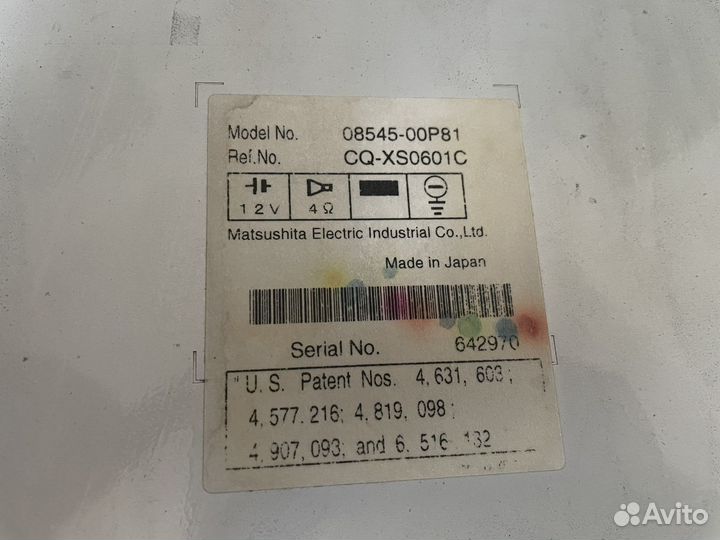 Model No. 08545-00P81
Ref.No. CQ-XS0601C
12V 4Ω
Matsushita Electric Industrial Co.,Ltd.
Made in Japan
Serial No. 642970
"U.S. Patent Nos. 4,631,603;
4,577.216; 4,819,098;
4,907,093; and 6,516,132
Avito